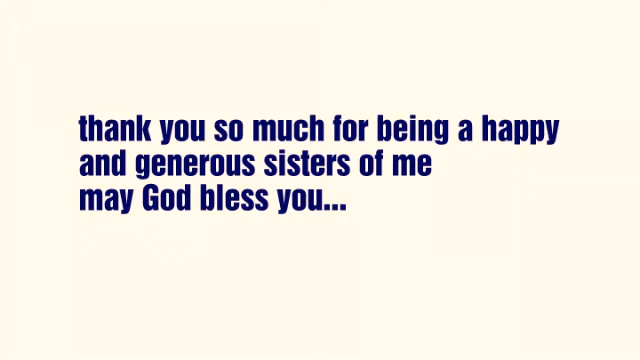 thank you so much for being a happy
and generous sisters of me
may God bless you...